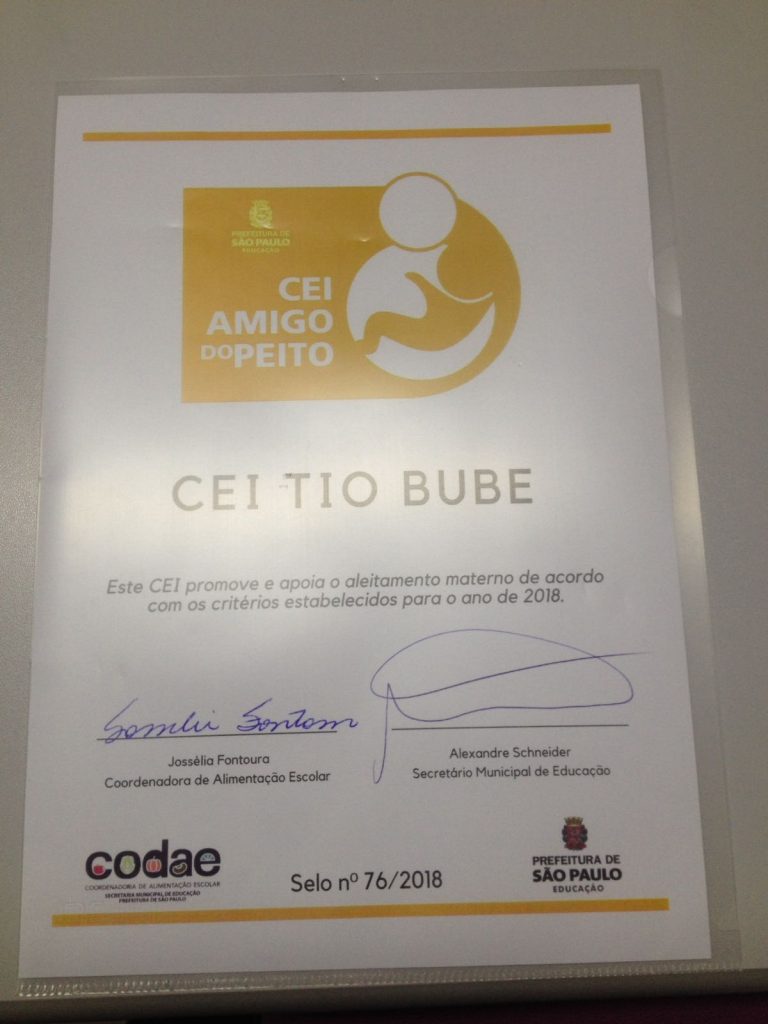 PREFEITURA DE
SÃO PAULO
EDUCAÇÃO
CEI
AMIGO
DO PEITO
CEI TIO BUBE
Este CEI promove e apoia o aleitamento materno de acordo
com os critérios estabelecidos para o ano de 2018.
Jossélia Fontoura
Coordenadora de Alimentação Escolar
Alexandre Schneider
Secretário Municipal de Educação
codae
COORDENADORIA DE ALIMENTAÇÃO ESCOLAR
SECRETARIA MUNICIPAL DE EDUCAÇÃO
PREFEITURA DE SÃO PAULO
Selo nº 76/2018
PREFEITURA DE
SÃO PAULO
EDUCAÇÃO